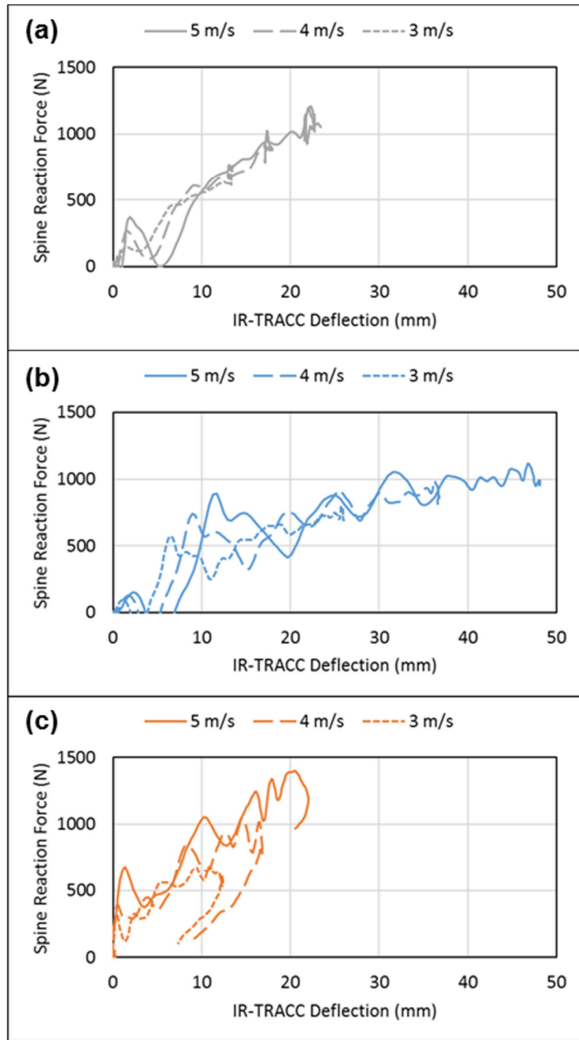 (a)
5 m/s 4 m/s 3 m/s
Spine Reaction Force (N)
1500
1000
500
0
0 10 20 30 40 50
IR-TRACC Deflection (mm)
(b)
5 m/s 4 m/s 3 m/s
Spine Reaction Force (N)
1500
1000
500
0
0 10 20 30 40 50
IR-TRACC Deflection (mm)
(c)
5 m/s 4 m/s 3 m/s
Spine Reaction Force (N)
1500
1000
500
0
0 10 20 30 40 50
IR-TRACC Deflection (mm)